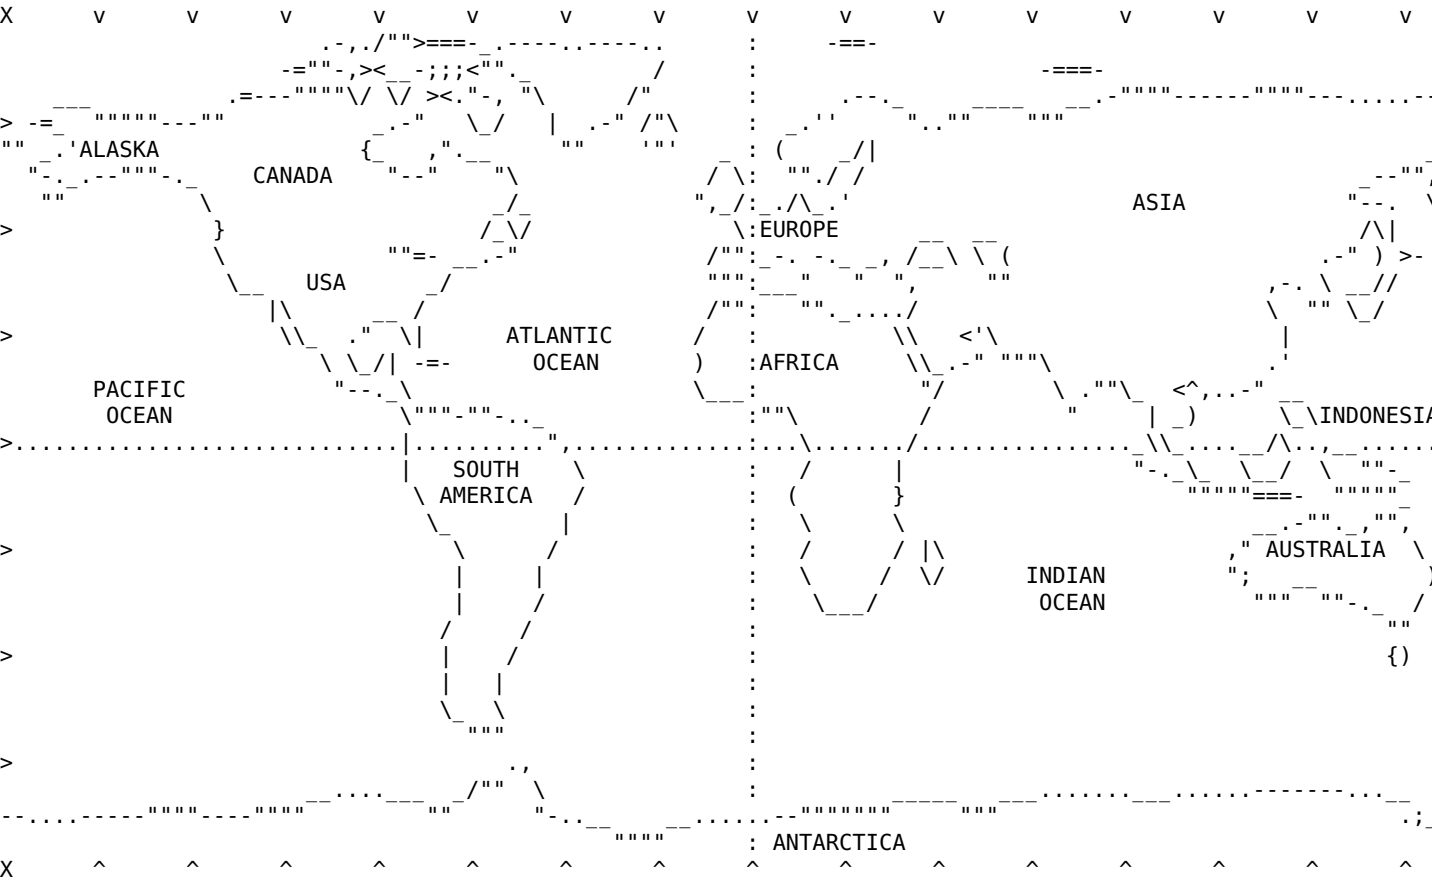 ALASKA
CANADA
ASIA
EUROPE
USA
ATLANTIC
OCEAN
AFRICA
PACIFIC
OCEAN
INDONESIA
SOUTH
AMERICA
AUSTRALIA
INDIAN
OCEAN
ANTARCTICA